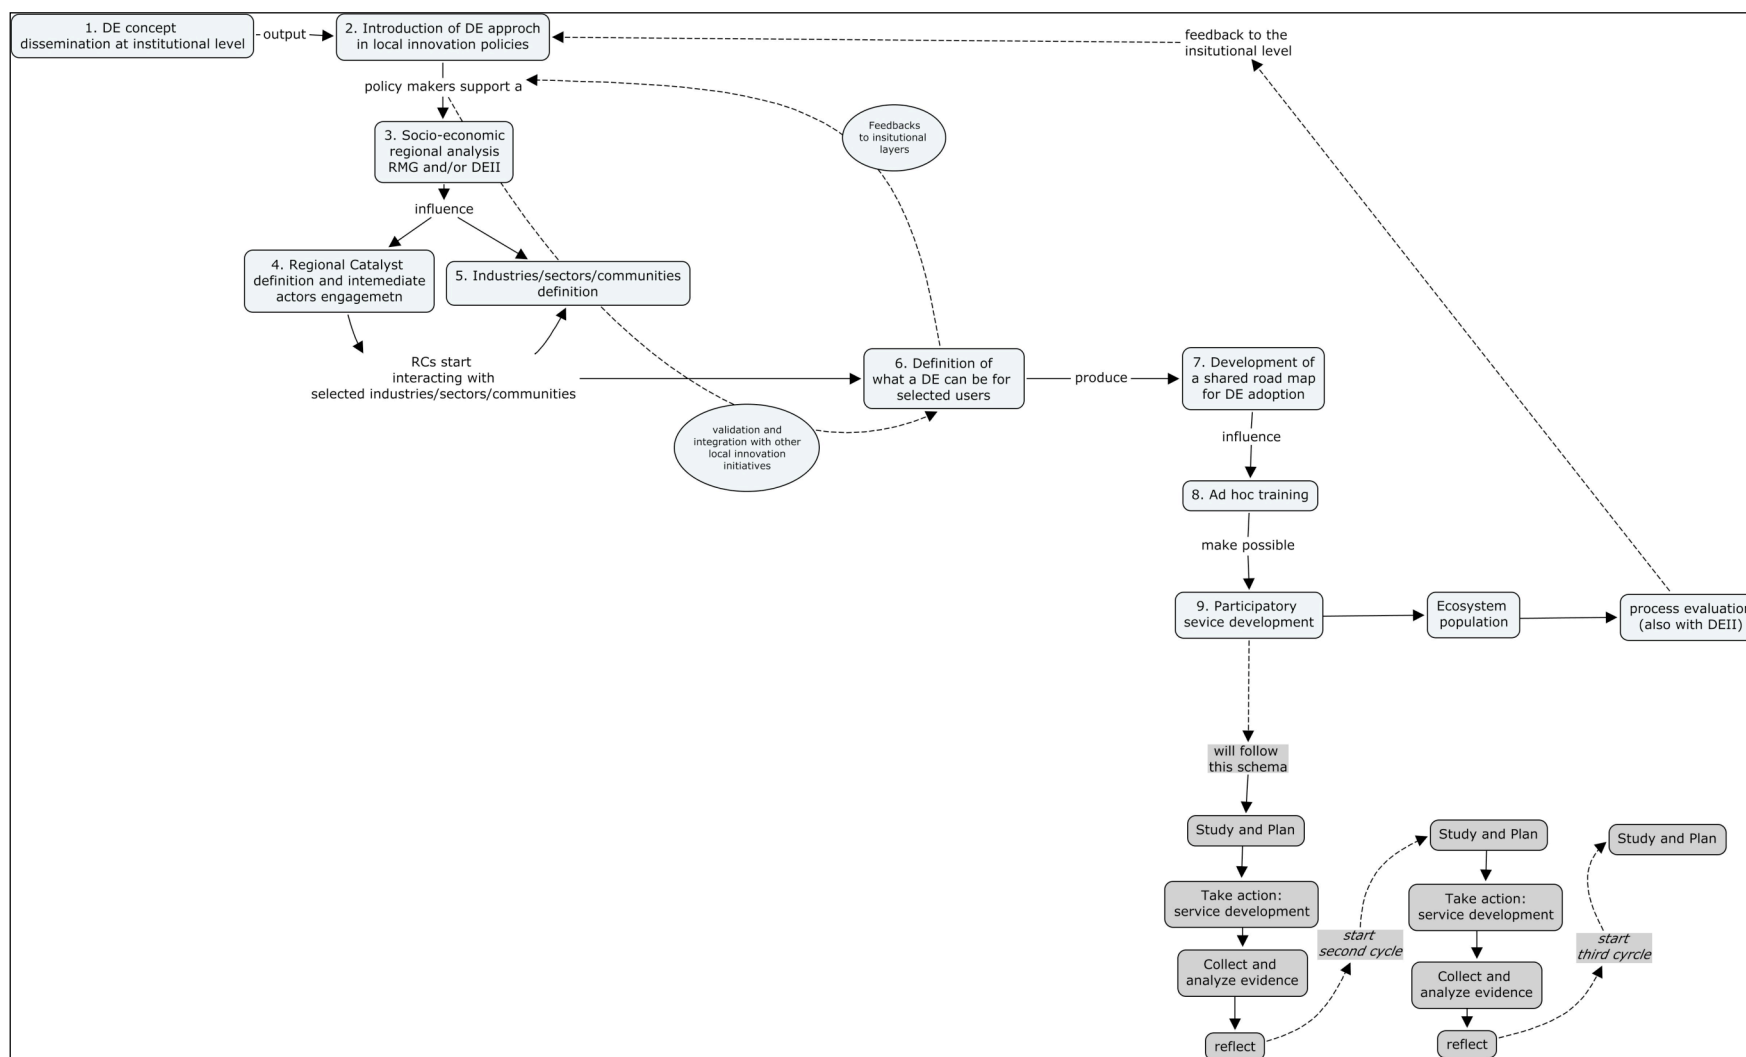 1. DE concept
dissemination at institutional level
output
2. Introduction of DE approch
in local innovation policies
feedback to the
insitutional level
policy makers support a
3. Socio-economic
regional analysis
RMG and/or DEII
Feedbacks
to insitutional
layers
influence
4. Regional Catalyst
definition and intemediate
actors engagemetn
5. Industries/sectors/communities
definition
RCs start
interacting with
selected industries/sectors/communities
6. Definition of
what a DE can be for
selected users
produce
7. Development of
a shared road map
for DE adoption
validation and
integration with other
local innovation
initiatives
influence
8. Ad hoc training
make possible
9. Participatory
sevice development
Ecosystem
population
process evaluation
(also with DEII)
will follow
this schema
Study and Plan
Take action:
service development
Collect and
analyze evidence
reflect
start
second cycle
Study and Plan
Take action:
service development
Collect and
analyze evidence
reflect
start
third cyrcle
Study and Plan